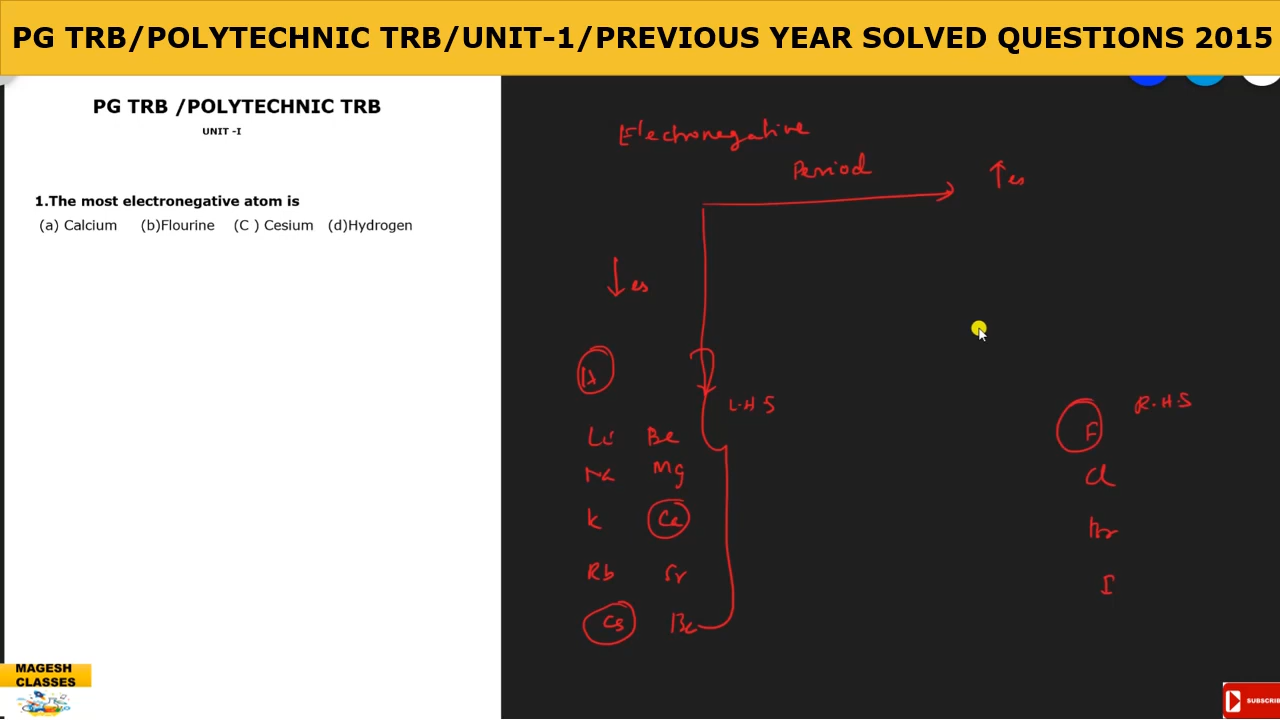 PG TRB/POLYTECHNIC TRB/UNIT-1/PREVIOUS YEAR SOLVED QUESTIONS 2015
PG TRB /POLYTECHNIC TRB
UNIT -I
1.The most electronegative atom is
(a) Calcium (b)Flourine (C ) Cesium (d)Hydrogen
Electronegative
Period
↑es
↓es
H
L.H.S
R.H.S
Li Be F
Na Mg Cl
K Ca Br
Rb Sr I
Cs Ba
MAGESH
CLASSES
SUBSCRIB